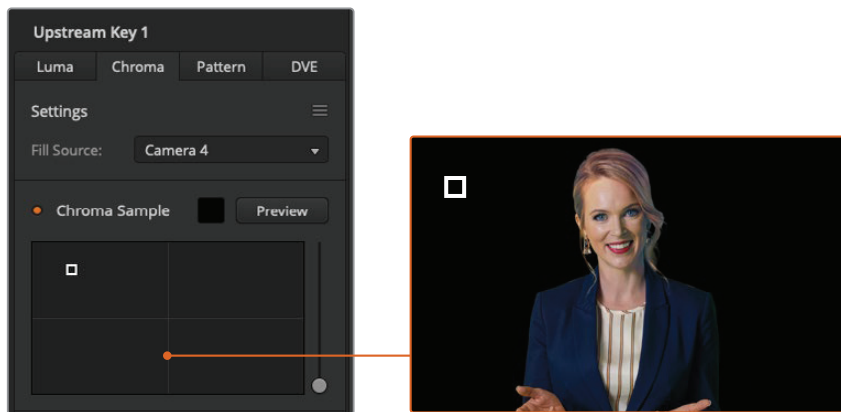 Upstream Key 1
Luma Chroma Pattern DVE
Settings
Fill Source: Camera 4
Chroma Sample Preview